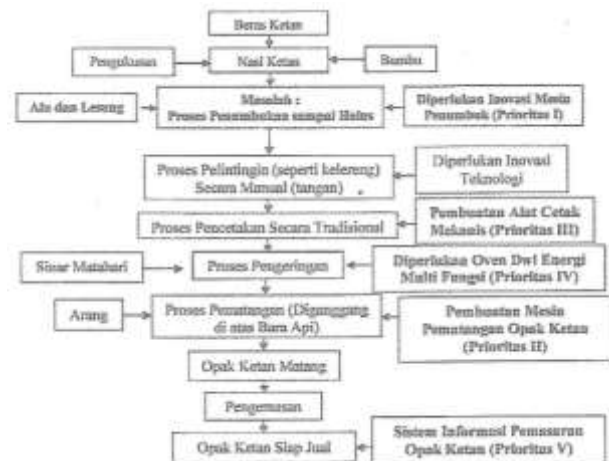 Beras Ketan
Pengukusan
Nasi Ketan
Bumbu
Alu dan Lesung
Masalah :
Proses Penumbukan sampai Halus
Diperlukan Inovasi Mesin
Penumbuk (Prioritas I)
Proses Pelintingin (seperti kelereng)
Secara Manual (tangan)
Diperlukan Inovasi
Teknologi
Proses Pencetakan Secara Tradisional
Pembuatan Alat Cetak
Mekanis (Prioritas III)
Sinar Matahari
Proses Pengeringan
Diperlukan Oven Dwi Energi
Multi Fungsi (Prioritas IV)
Arang
Proses Pematangan (Diganggang
di atas Bara Api)
Pembuatan Mesin
Pematangan Opak Ketan
(Prioritas II)
Opak Ketan Matang
Pengemasan
Opak Ketan Siap Jual
Sistem Informasi Pemasaran
Opak Ketan (Prioritas V)